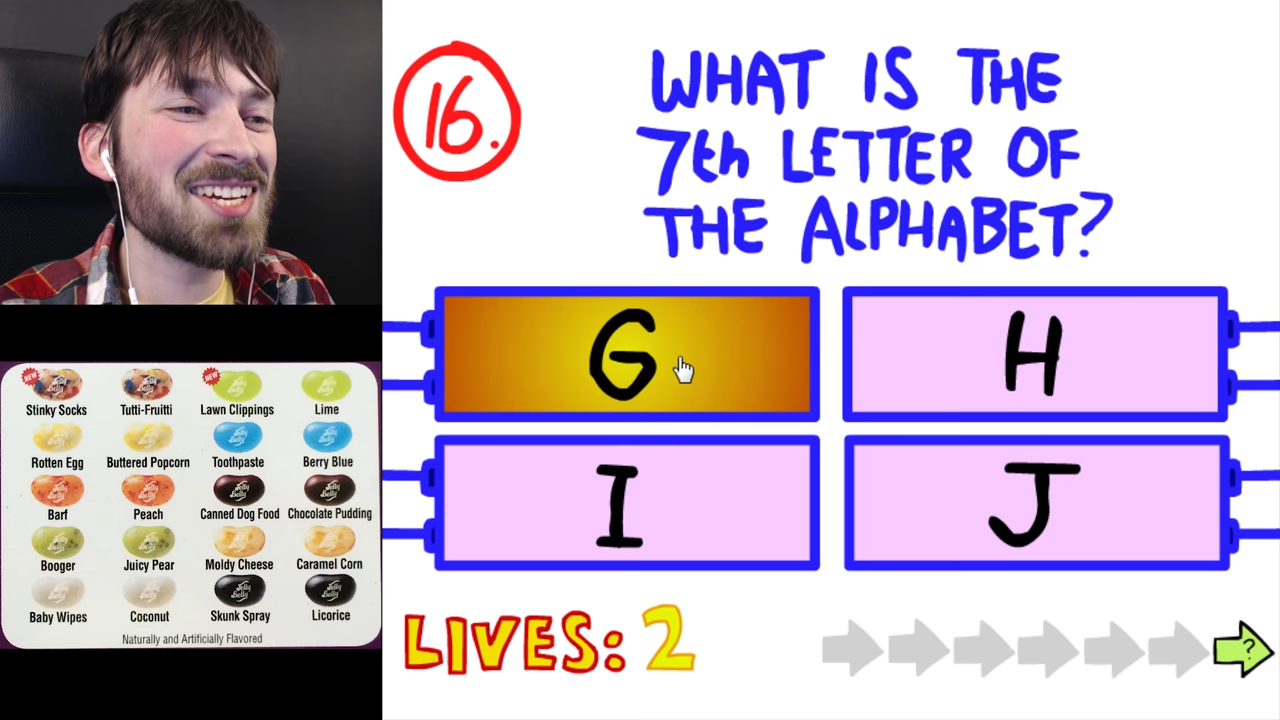 16.
WHAT IS THE
7th LETTER OF
THE ALPHABET?
G
H
I
J
LIVES: 2
?
NEW
NEW
Stinky Socks Tutti-Fruitti Lawn Clippings Lime
Rotten Egg Buttered Popcorn Toothpaste Berry Blue
Barf Peach Canned Dog Food Chocolate Pudding
Booger Juicy Pear Moldy Cheese Caramel Corn
Baby Wipes Coconut Skunk Spray Licorice
Naturally and Artificially Flavored